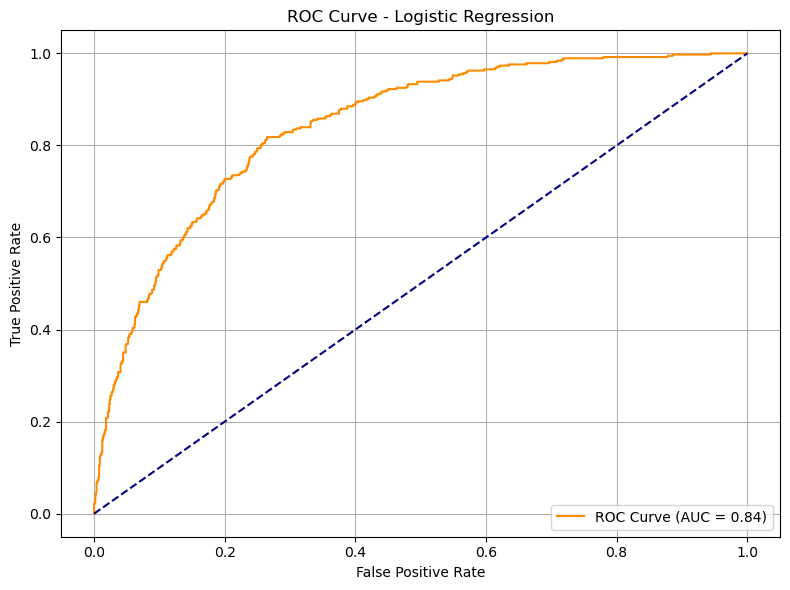 ROC Curve - Logistic Regression
True Positive Rate
1.0
0.8
0.6
0.4
0.2
0.0
ROC Curve (AUC = 0.84)
0.0 0.2 0.4 0.6 0.8 1.0
False Positive Rate